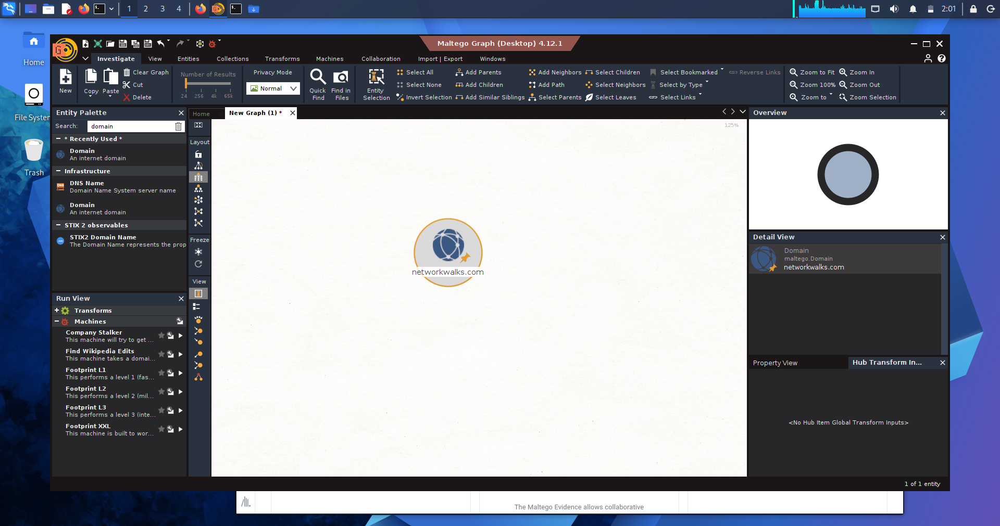 1 2 3 4
2:01
Home
File System
Trash
Maltego Graph (Desktop) 4.12.1
Investigate View Entities Collections Transforms Machines Collaboration Import | Export Windows
New
Copy
Paste
Clear Graph
Cut
Delete
Number of Results
24 256 4k 65k
Privacy Mode
Normal
Quick
Find
Find in
Files
Entity
Selection
Select All
Select None
Invert Selection
Add Parents
Add Children
Add Similar Siblings
Add Neighbors
Add Path
Select Parents
Select Children
Select Neighbors
Select Leaves
Select Bookmarked
Select by Type
Select Links
Reverse Links
Zoom to Fit
Zoom 100%
Zoom to
Zoom In
Zoom Out
Zoom Selection
Entity Palette
Search: domain
* Recently Used *
Domain
An internet domain
Infrastructure
DNS
DNS Name
Domain Name System server name
Domain
An internet domain
STIX 2 observables
STIX2 Domain Name
The Domain Name represents the prop
Run View
Transforms
Machines
Company Stalker
This machine will try to get ...
Find Wikipedia Edits
This machine takes a domai...
Footprint L1
This performs a level 1 (fas...
Footprint L2
This performs a level 2 (mil...
Footprint L3
This performs a level 3 (inte...
Footprint XXL
This machine is built to wor...
Home
New Graph (1) *
Layout
Freeze
View
125%
networkwalks.com
Overview
Detail View
Domain
maltego.Domain
networkwalks.com
Property View
Hub Transform In...
<No Hub Item Global Transform Inputs>
1 of 1 entity
The Maltego Evidence allows collaborative